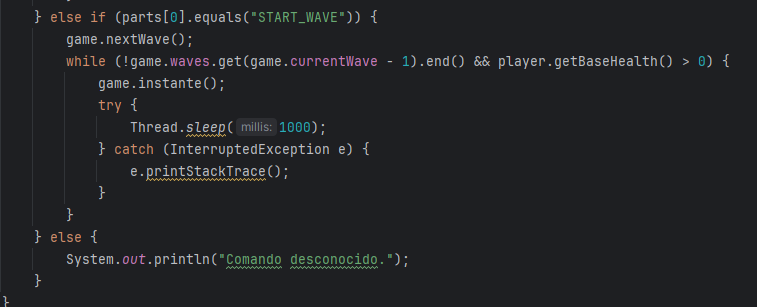 } else if (parts[0].equals("START_WAVE")) {
game.nextWave();
while (!game.waves.get(game.currentWave - 1).end() && player.getBaseHealth() > 0) {
game.instante();
try {
Thread.sleep( millis: 1000);
} catch (InterruptedException e) {
e.printStackTrace();
}
}
} else {
System.out.println("Comando desconocido.");
}
}